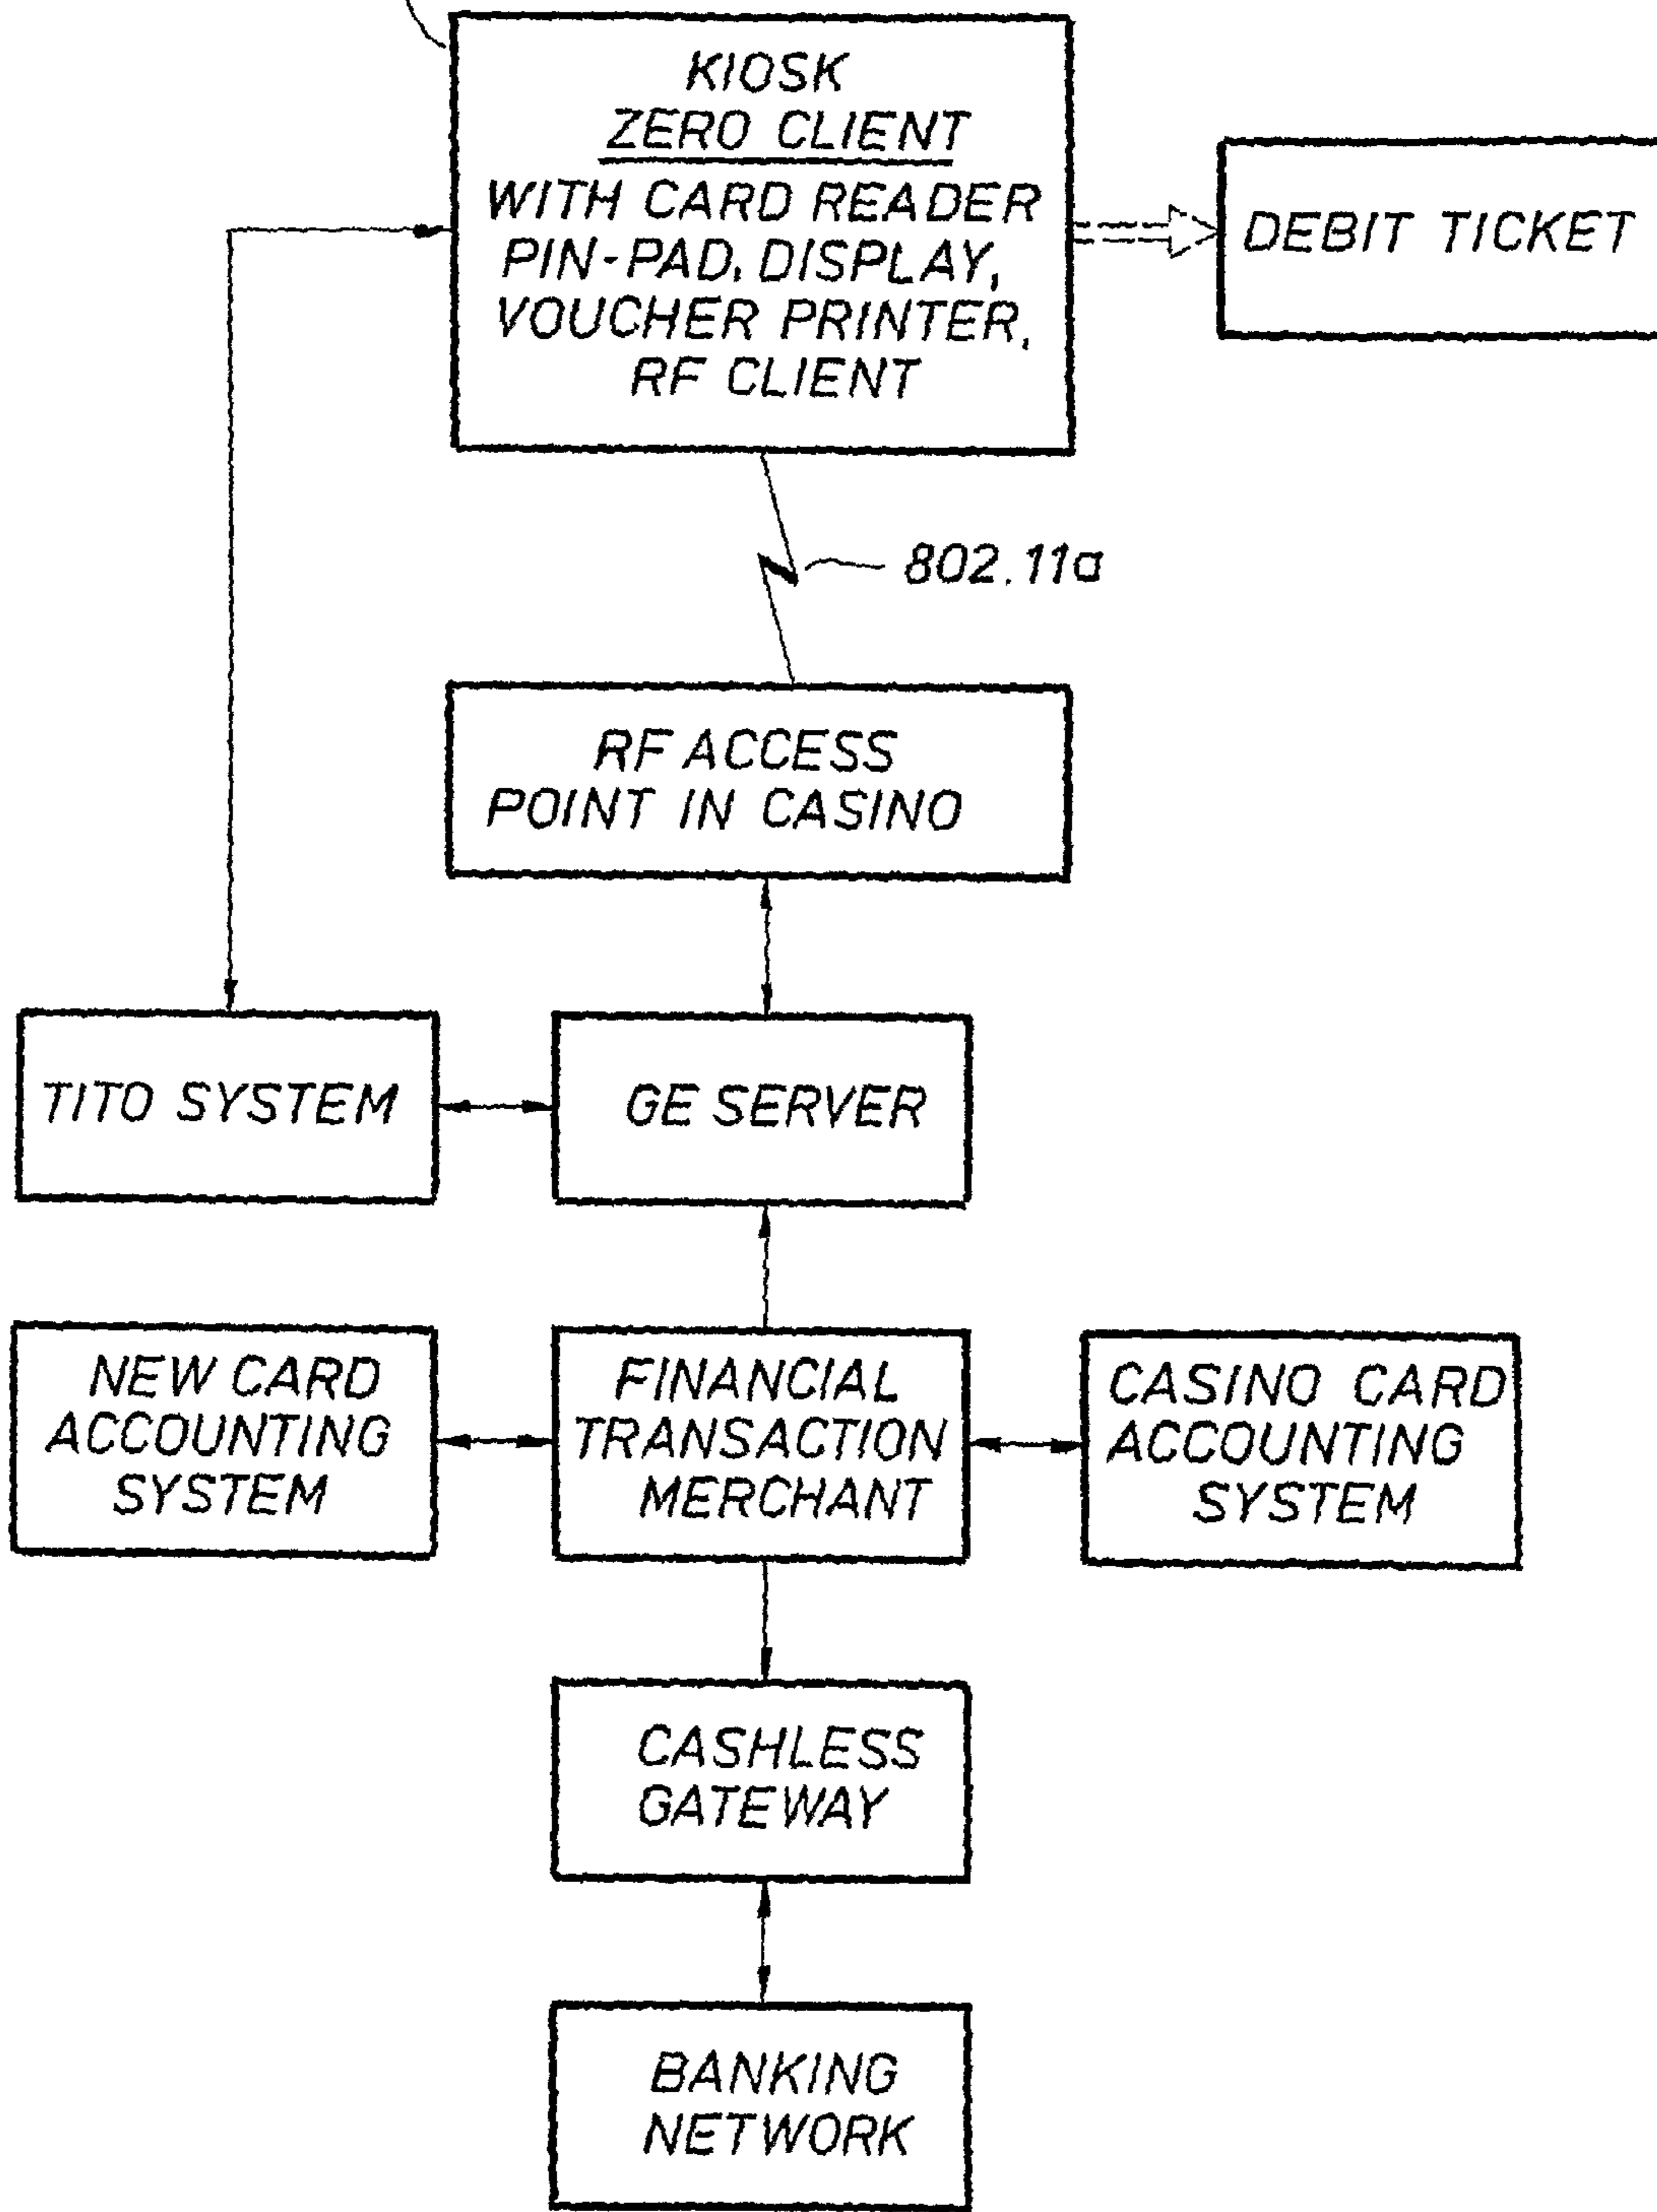 KIOSK
ZERO CLIENT
WITH CARD READER
PIN-PAD, DISPLAY,
VOUCHER PRINTER,
RF CLIENT
DEBIT TICKET
802.11a
RF ACCESS
POINT IN CASINO
TITO SYSTEM
GE SERVER
NEW CARD
ACCOUNTING
SYSTEM
FINANCIAL
TRANSACTION
MERCHANT
CASINO CARD
ACCOUNTING
SYSTEM
CASHLESS
GATEWAY
BANKING
NETWORK